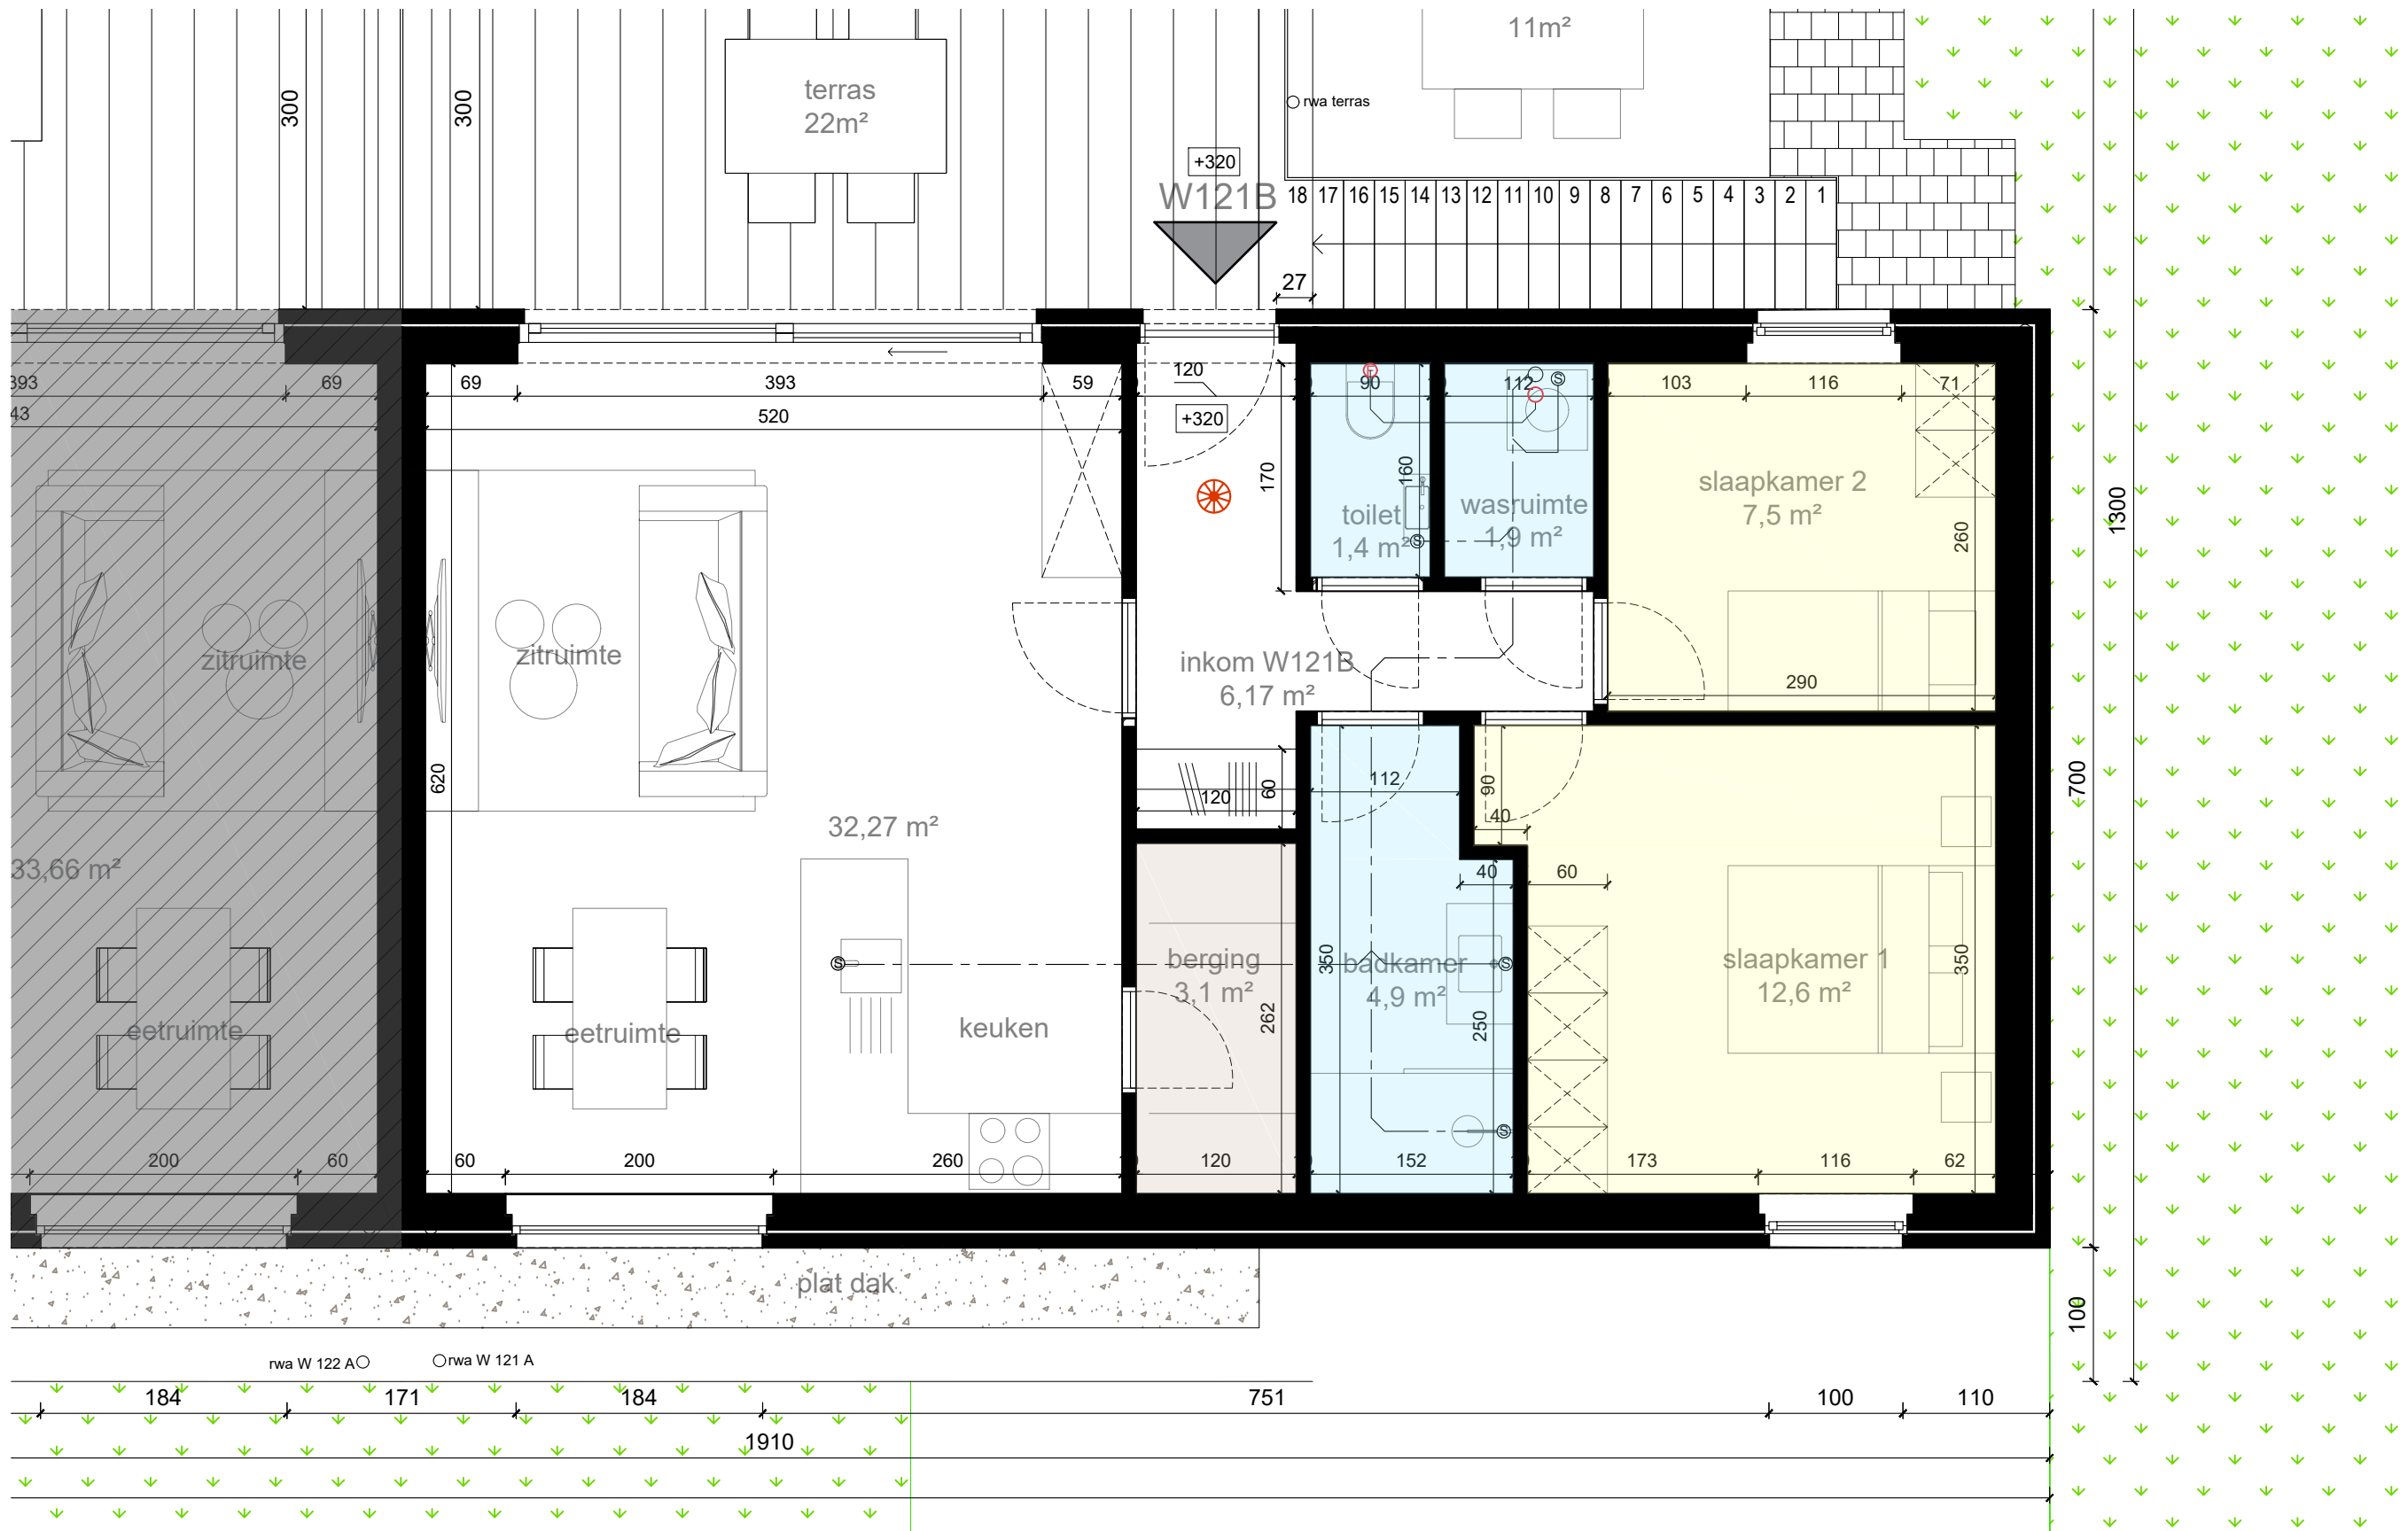 11m²
300
300
terras
22m²
rwa terras
+320
W121B
18 17 16 15 14 13 12 11 10 9 8 7 6 5 4 3 2 1
27
393 69
69 393 59
120
90 112
103 116 71
43
520
+320
170
160
260
1300
slaapkamer 2
7,5 m²
toilet
1,4 m²
wasruimte
1,9 m²
zitruimte
zitruimte
inkom W121B
6,17 m²
290
620
700
112
90
60
120
40
32,27 m²
33,66 m²
40 60
berging
3,1 m²
350
badkamer
4,9 m²
slaapkamer 1
12,6 m²
350
262
250
eetruimte
eetruimte
keuken
S
S
S
S
S
200 60
60 200 260
120
152
173 116 62
plat dak
100
rwa W 122 A
rwa W 121 A
184 171 184 751 100 110
1910